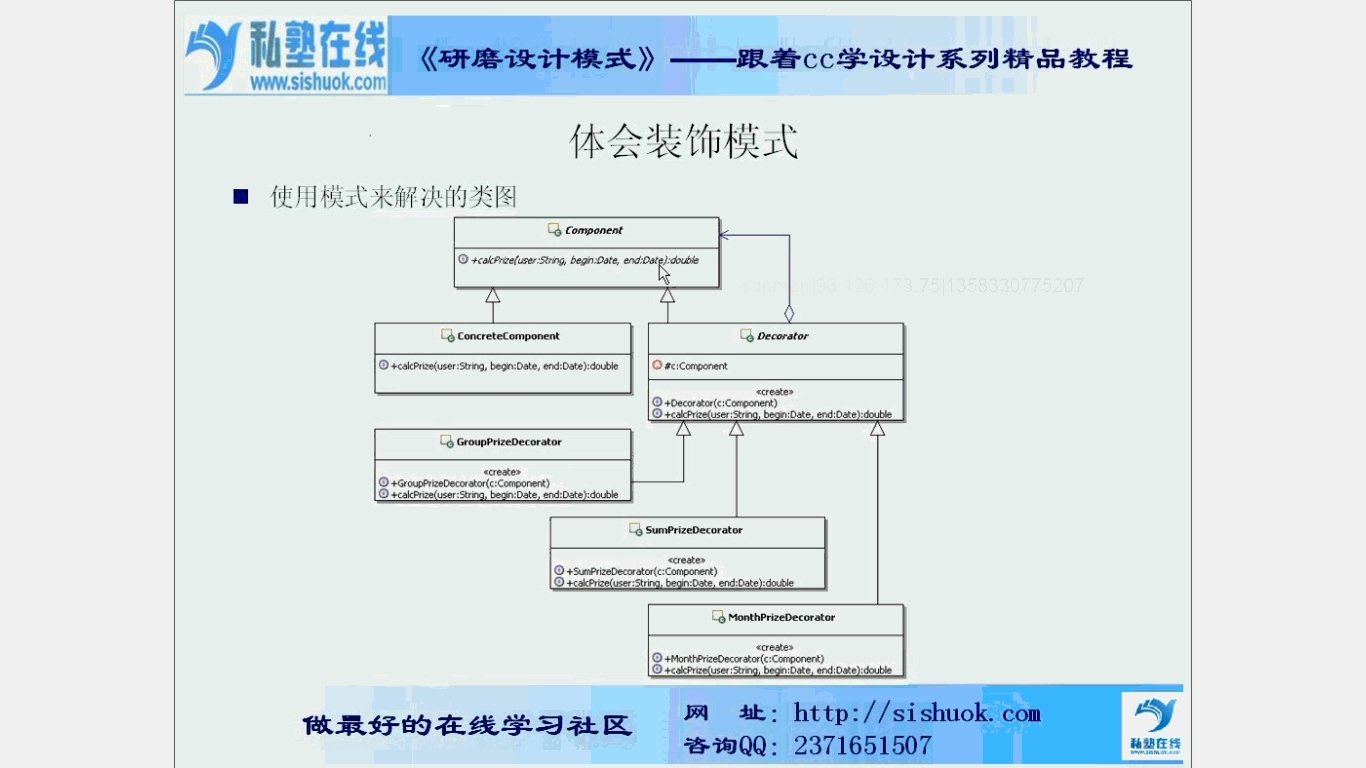 私塾在线
www.sishuok.com
《研磨设计模式》——跟着cc学设计系列精品教程
体会装饰模式
使用模式来解决的类图
Component
+calcPrize(user:String, begin:Date, end:Date):double
ConcreteComponent
+calcPrize(user:String, begin:Date, end:Date):double
Decorator
#c:Component
«create»
+Decorator(c:Component)
+calcPrize(user:String, begin:Date, end:Date):double
GroupPrizeDecorator
«create»
+GroupPrizeDecorator(c:Component)
+calcPrize(user:String, begin:Date, end:Date):double
SumPrizeDecorator
«create»
+SumPrizeDecorator(c:Component)
+calcPrize(user:String, begin:Date, end:Date):double
MonthPrizeDecorator
«create»
+MonthPrizeDecorator(c:Component)
+calcPrize(user:String, begin:Date, end:Date):double
做最好的在线学习社区
网 址: http://sishuok.com
咨询QQ: 2371651507
私塾在线